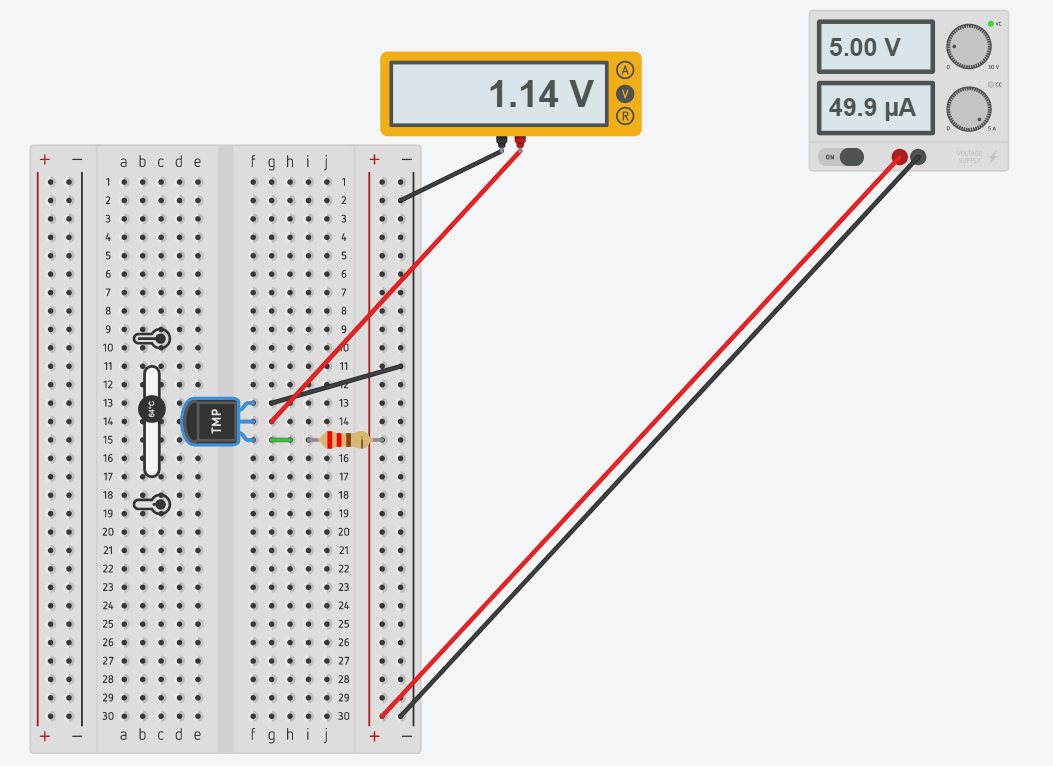 5.00 V
VC
0 30 V
49.9 µA
CC
0 5 A
ON
VOLTAGE
SUPPLY
1.14 V
A
V
R
+ − a b c d e f g h i j + −
1 1
2 2
3 3
4 4
5 5
6 6
7 7
8 8
9 9
10 10
11 11
12 12
13 13
14 14
15
16 16
17 17
18 18
19 19
20 20
21 21
22 22
23 23
24 24
25 25
26 26
27 27
28 28
29 29
30 30
+ − a b c d e f g h i j + −
64°C
TMP